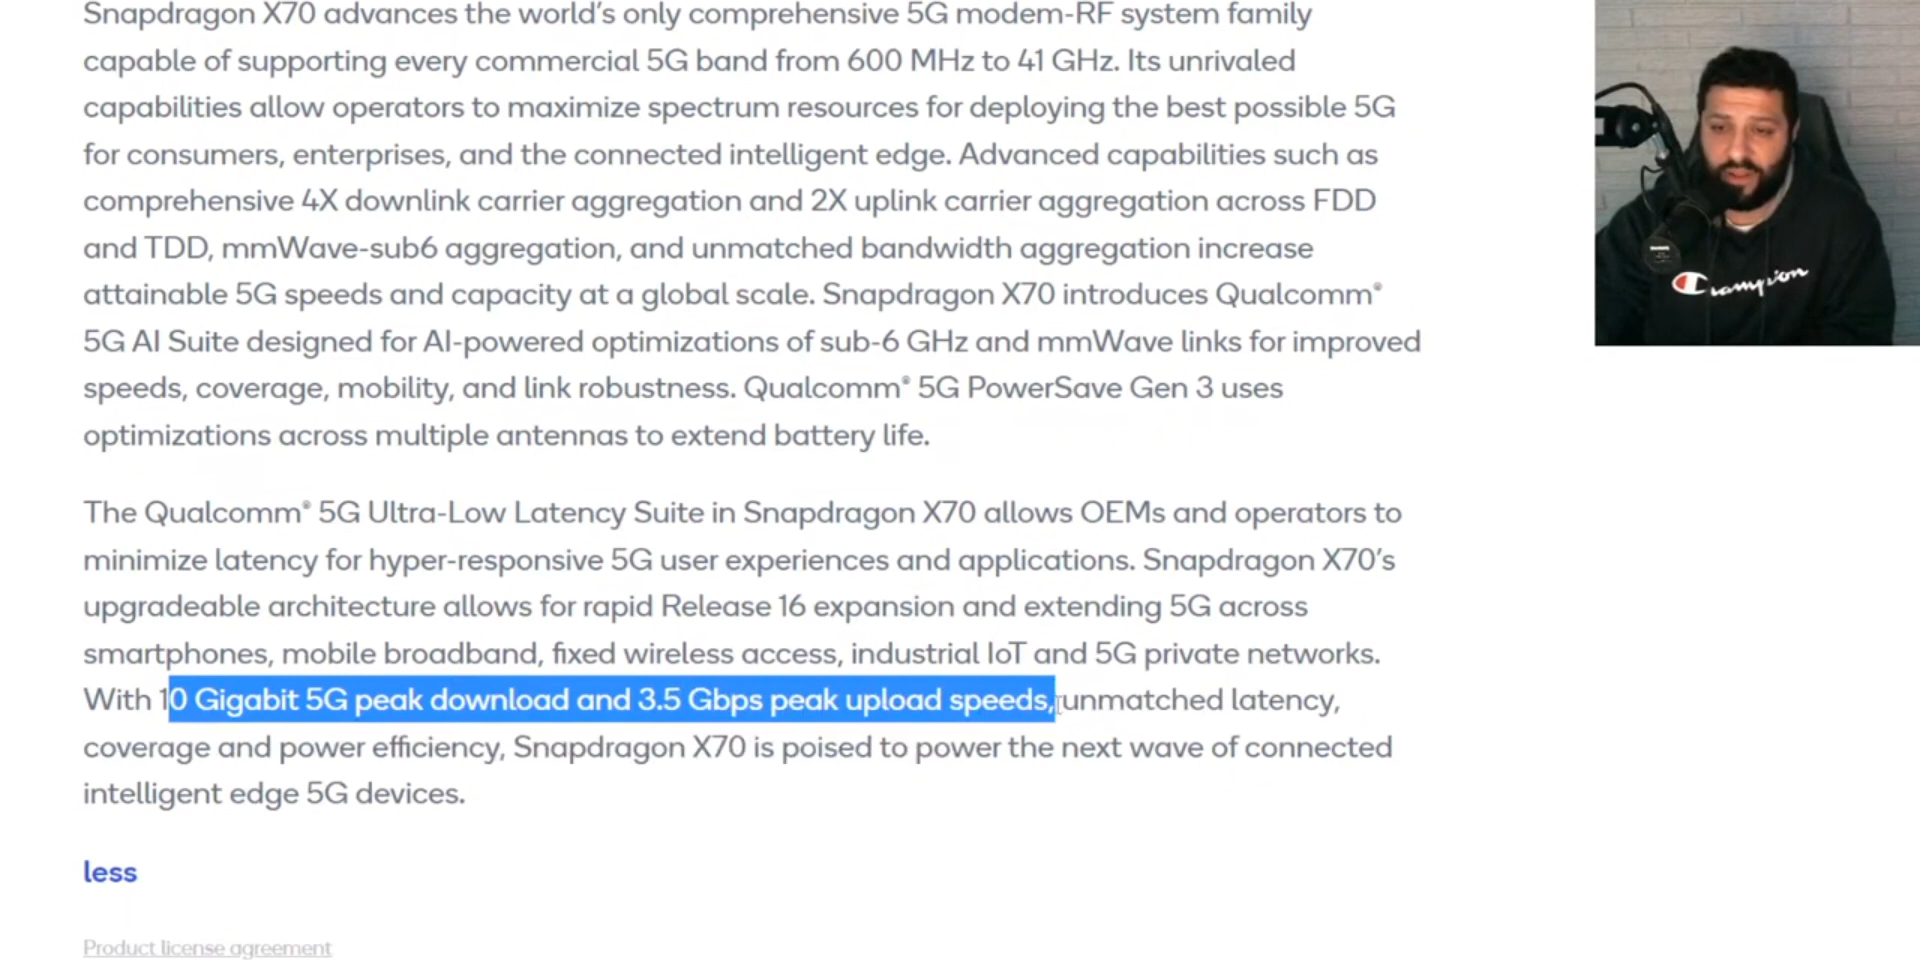 Snapdragon X70 advances the world’s only comprehensive 5G modem-RF system family
capable of supporting every commercial 5G band from 600 MHz to 41 GHz. Its unrivaled
capabilities allow operators to maximize spectrum resources for deploying the best possible 5G
for consumers, enterprises, and the connected intelligent edge. Advanced capabilities such as
comprehensive 4X downlink carrier aggregation and 2X uplink carrier aggregation across FDD
and TDD, mmWave-sub6 aggregation, and unmatched bandwidth aggregation increase
attainable 5G speeds and capacity at a global scale. Snapdragon X70 introduces Qualcomm®
5G AI Suite designed for AI-powered optimizations of sub-6 GHz and mmWave links for improved
speeds, coverage, mobility, and link robustness. Qualcomm® 5G PowerSave Gen 3 uses
optimizations across multiple antennas to extend battery life.
The Qualcomm® 5G Ultra-Low Latency Suite in Snapdragon X70 allows OEMs and operators to
minimize latency for hyper-responsive 5G user experiences and applications. Snapdragon X70’s
upgradeable architecture allows for rapid Release 16 expansion and extending 5G across
smartphones, mobile broadband, fixed wireless access, industrial IoT and 5G private networks.
With 10 Gigabit 5G peak download and 3.5 Gbps peak upload speeds, unmatched latency,
coverage and power efficiency, Snapdragon X70 is poised to power the next wave of connected
intelligent edge 5G devices.
less
Product license agreement
Champion